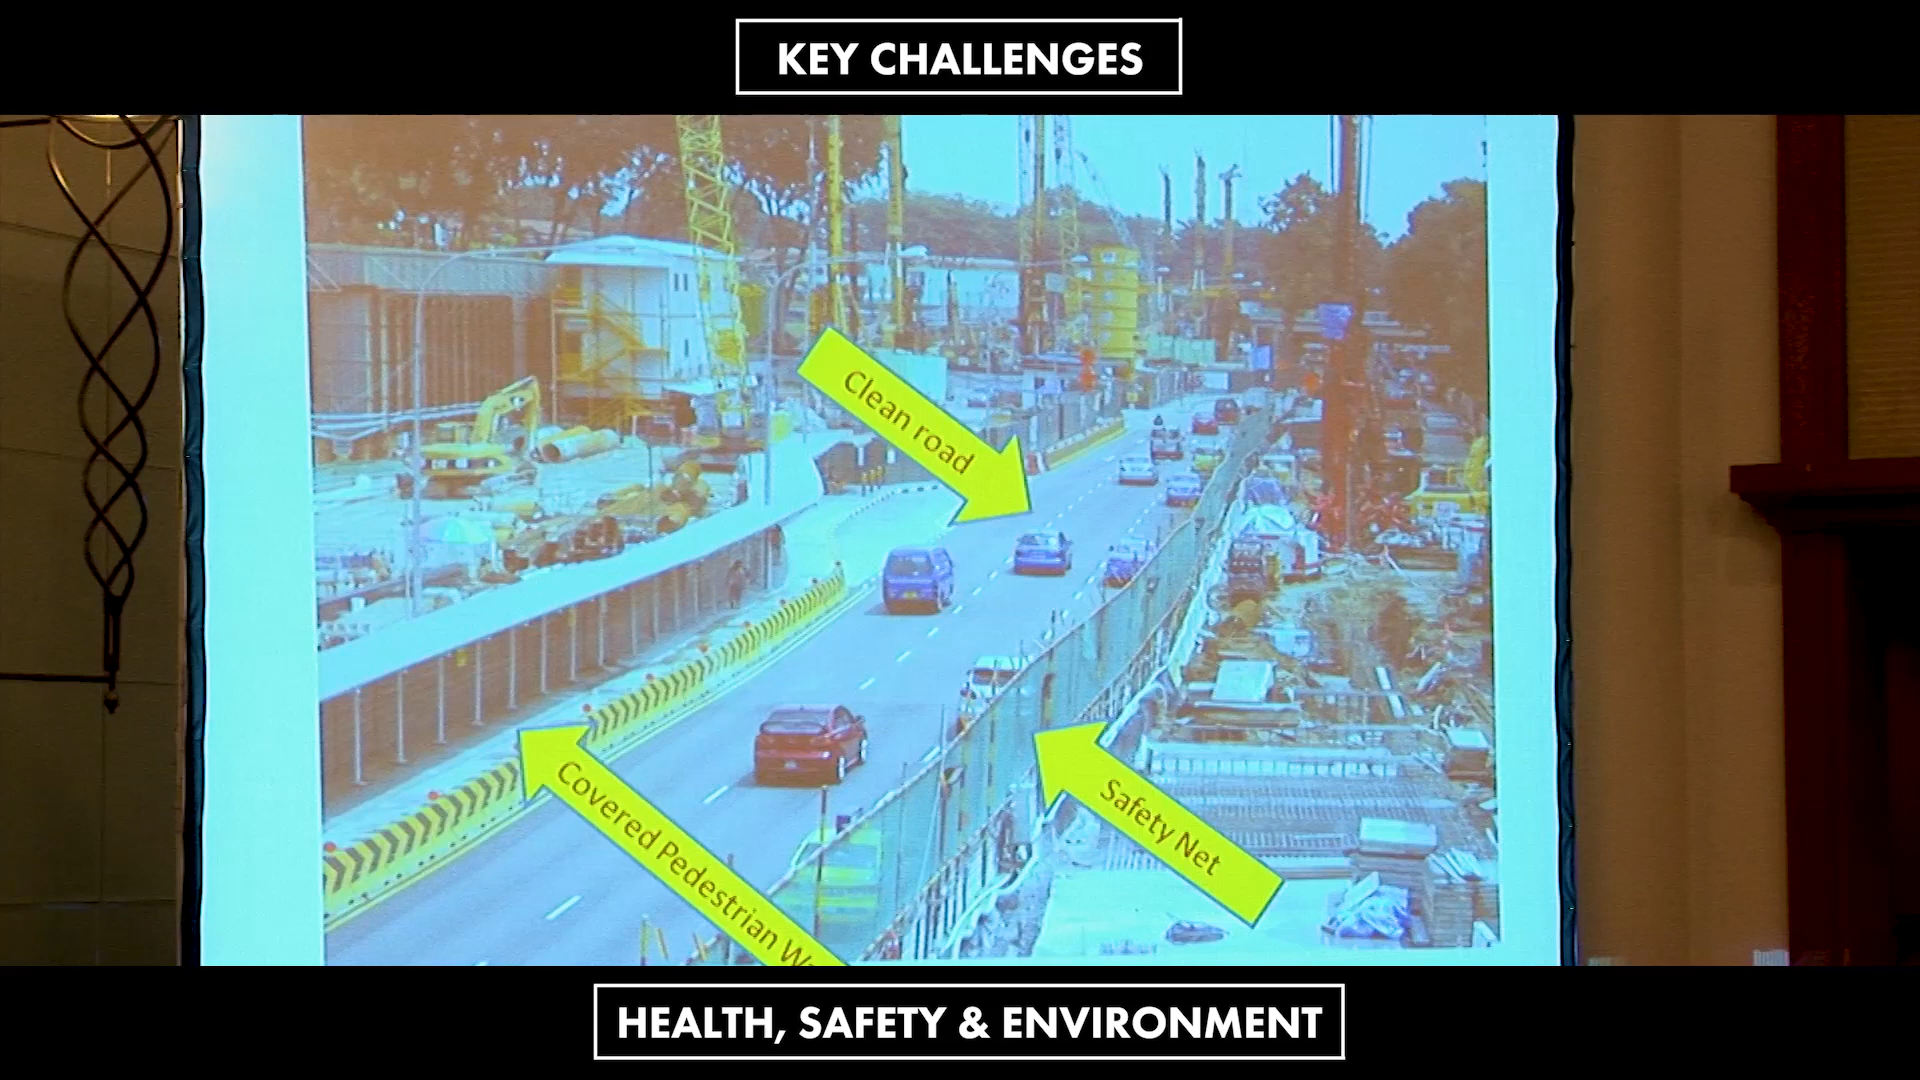 KEY CHALLENGES
Clean road
Covered Pedestrian
Safety Net
HEALTH, SAFETY & ENVIRONMENT